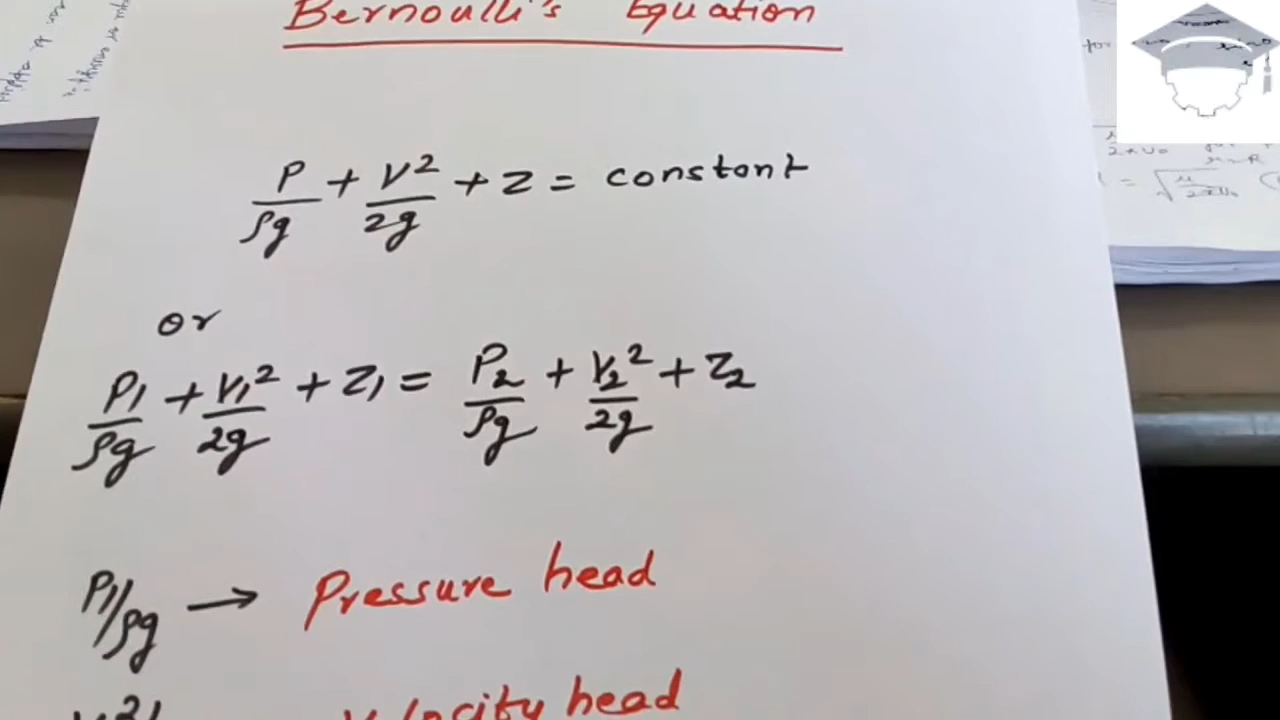 Bernoulli's Equation
P/ρg + V²/2g + Z = constant
or
P1/ρg + V1²/2g + Z1 = P2/ρg + V2²/2g + Z2
P1/ρg → Pressure head
Velocity head
for